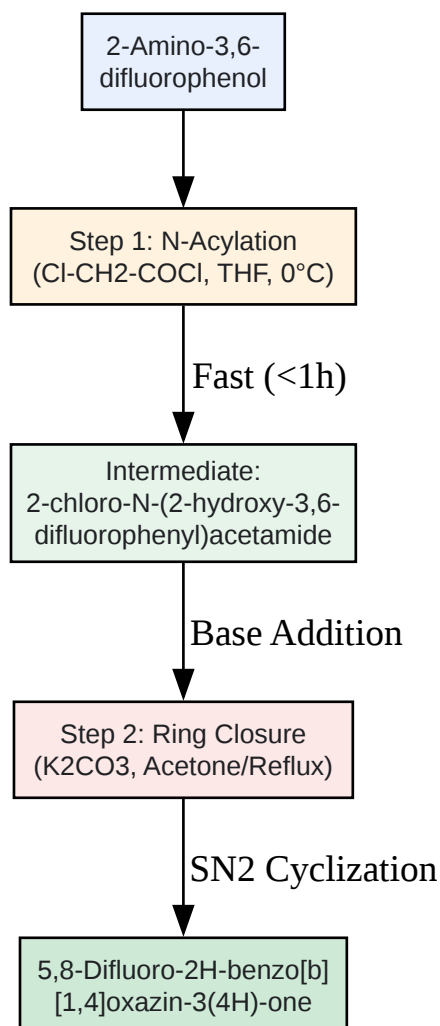 2-Amino-3,6-
difluorophenol
Step 1: N-Acylation
(Cl-CH2-COCl, THF, 0°C)
Fast (<1h)
Intermediate:
2-chloro-N-(2-hydroxy-3,6-
difluorophenyl)acetamide
Base Addition
Step 2: Ring Closure
(K2CO3, Acetone/Reflux)
SN2 Cyclization
5,8-Difluoro-2H-benzo[b]
[1,4]oxazin-3(4H)-one